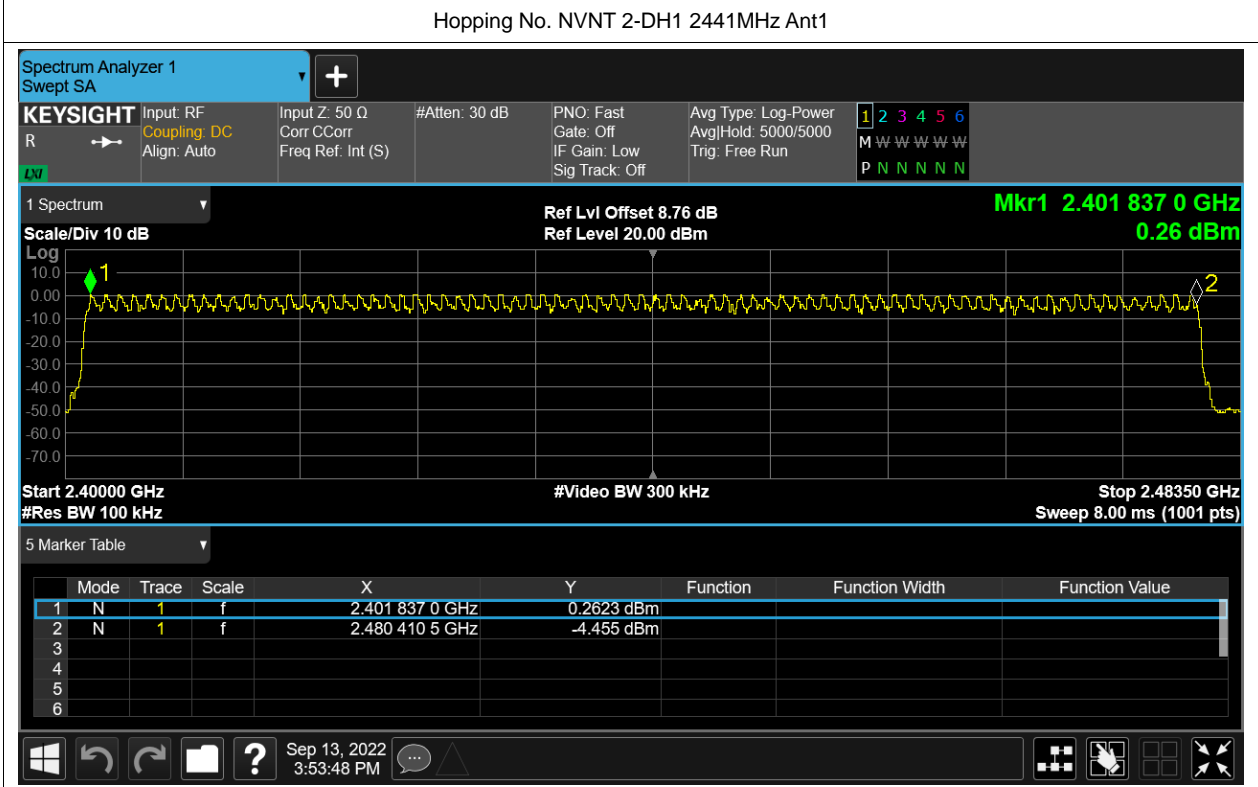 Hopping No. NVNT 2-DH1 2441MHz Ant1
Spectrum Analyzer 1
Swept SA
KEYSIGHT
R
LXI
Input: RF
Coupling: DC
Align: Auto
Input Z: 50 Ω
Corr CCorr
Freq Ref: Int (S)
#Atten: 30 dB
PNO: Fast
Gate: Off
IF Gain: Low
Sig Track: Off
Avg Type: Log-Power
Avg|Hold: 5000/5000
Trig: Free Run
1 2 3 4 5 6
M W W W W W
P N N N N N
1 Spectrum
Scale/Div 10 dB
Ref Lvl Offset 8.76 dB
Ref Level 20.00 dBm
Mkr1 2.401 837 0 GHz
0.26 dBm
Log
10.0
0.00
-10.0
-20.0
-30.0
-40.0
-50.0
-60.0
-70.0
1
2
Start 2.40000 GHz
#Video BW 300 kHz
Stop 2.48350 GHz
#Res BW 100 kHz
Sweep 8.00 ms (1001 pts)
5 Marker Table
Mode Trace Scale X Y Function Function Width Function Value
1 N 1 f 2.401 837 0 GHz 0.2623 dBm
2 N 1 f 2.480 410 5 GHz -4.455 dBm
3
4
5
6
?
Sep 13, 2022
3:53:48 PM